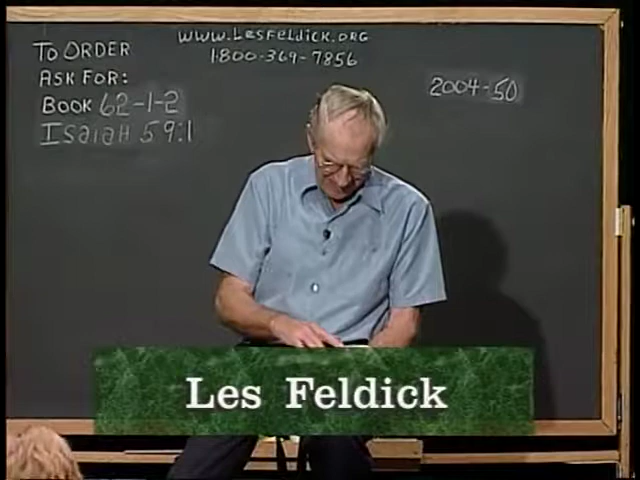 www.LesFeldick.org
1-800-369-7856
To Order
Ask For:
Book 62-1-2
Isaiah 59:1
2004-50
Les Feldick